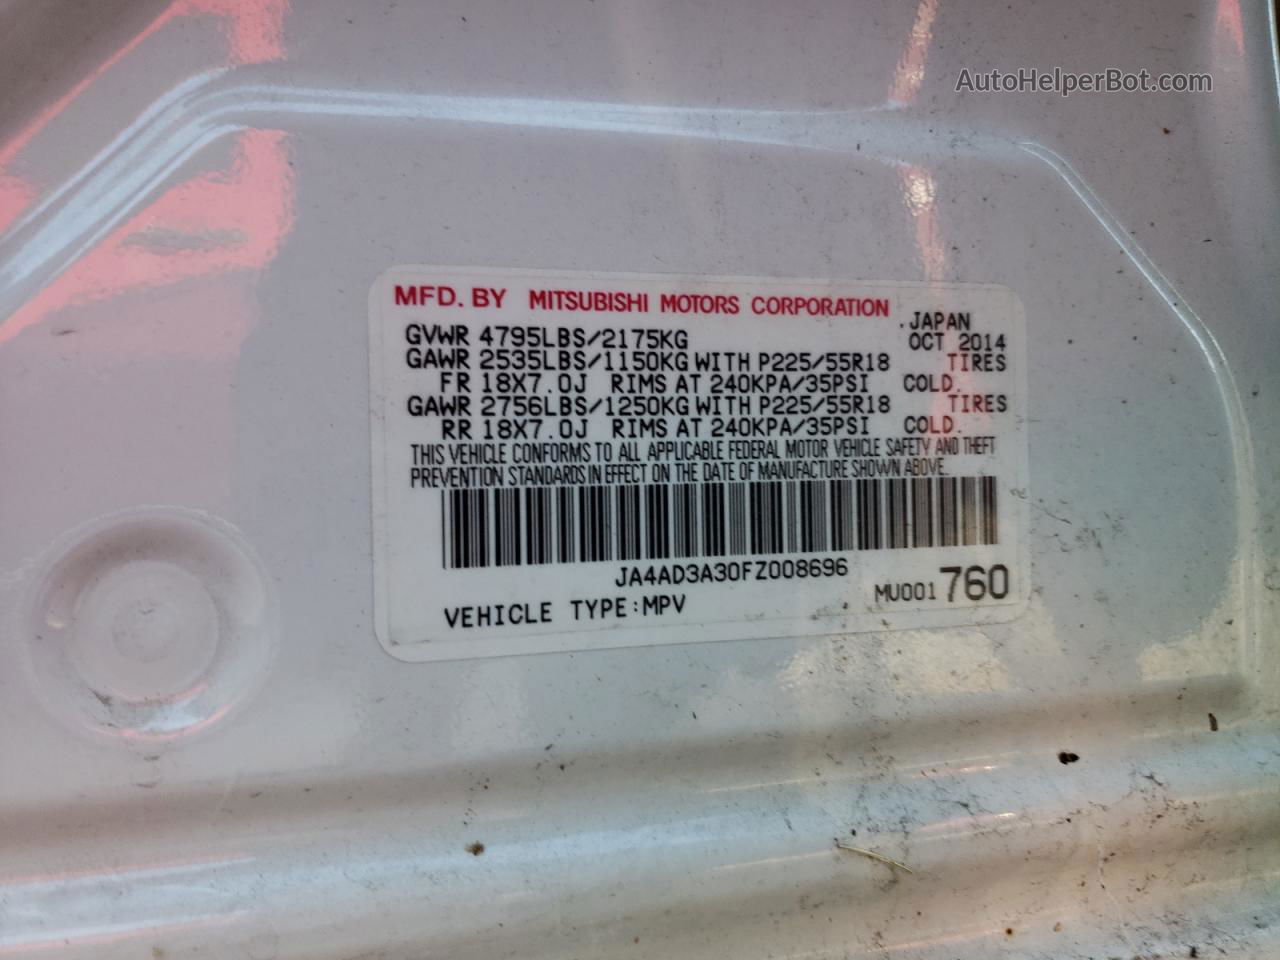 AutoHelperBot.com
MFD. BY MITSUBISHI MOTORS CORPORATION
.JAPAN
GVWR 4795LBS/2175KG OCT 2014
GAWR 2535LBS/1150KG WITH P225/55R18 TIRES
FR 18X7.0J RIMS AT 240KPA/35PSI COLD.
GAWR 2756LBS/1250KG WITH P225/55R18 TIRES
RR 18X7.0J RIMS AT 240KPA/35PSI COLD.
THIS VEHICLE CONFORMS TO ALL APPLICABLE FEDERAL MOTOR VEHICLE SAFETY AND THEFT
PREVENTION STANDARDS IN EFFECT ON THE DATE OF MANUFACTURE SHOWN ABOVE.
JA4AD3A30FZ008696
VEHICLE TYPE:MPV MU001760